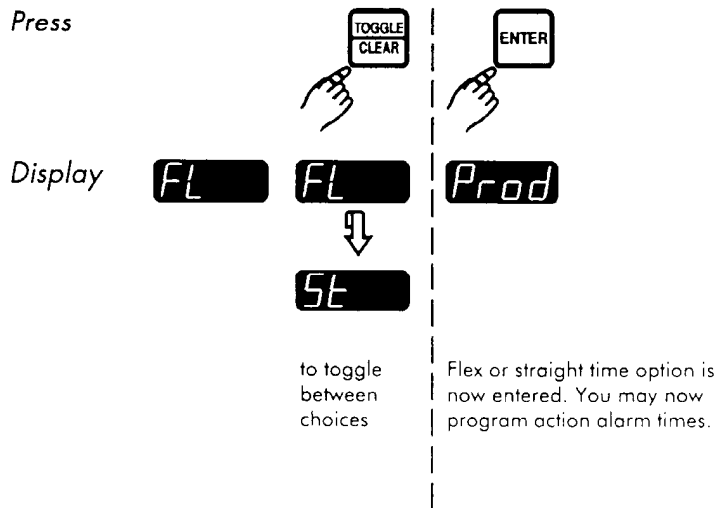 Press
TOGGLE
CLEAR
ENTER
Display
FL
FL
Prod
St
to toggle
between
choices
Flex or straight time option is
now entered. You may now
program action alarm times.